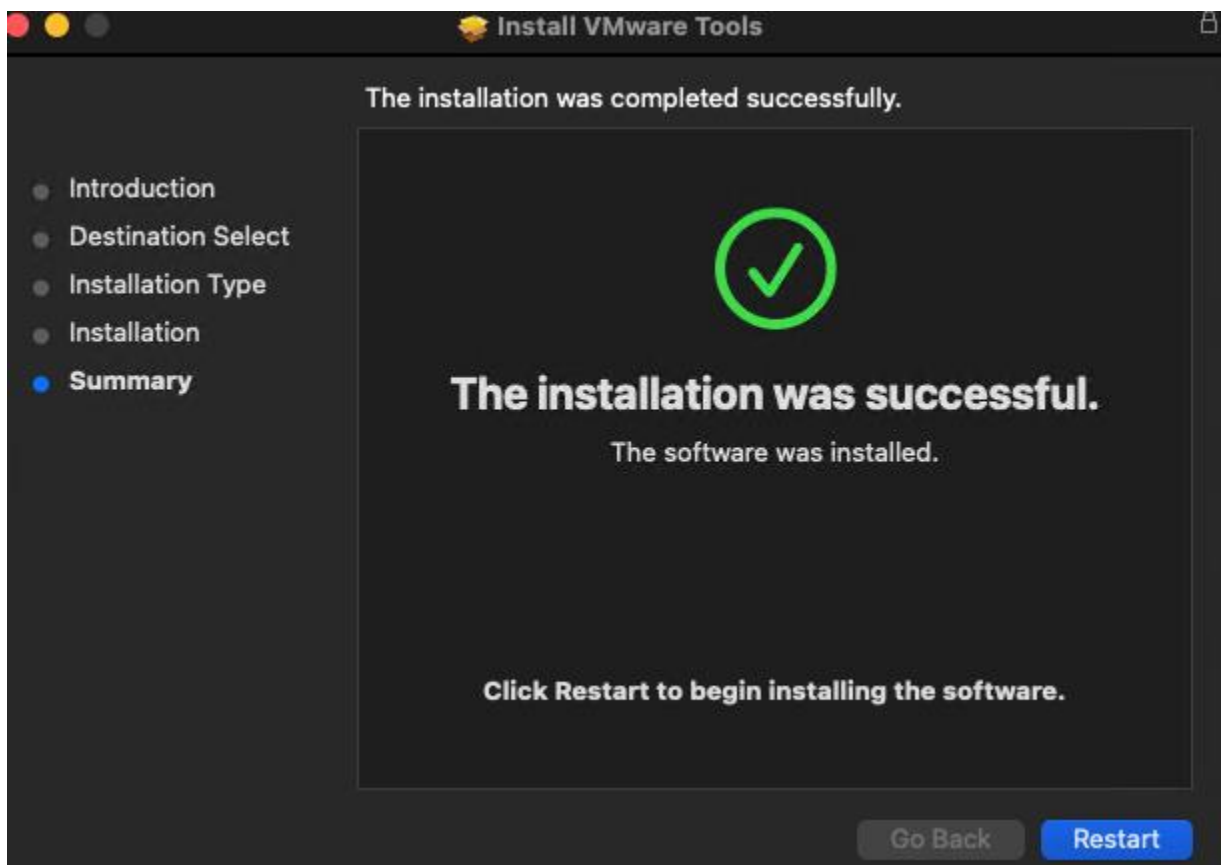 Install VMware Tools
The installation was completed successfully.
Introduction
Destination Select
Installation Type
Installation
Summary
The installation was successful.
The software was installed.
Click Restart to begin installing the software.
Go Back
Restart